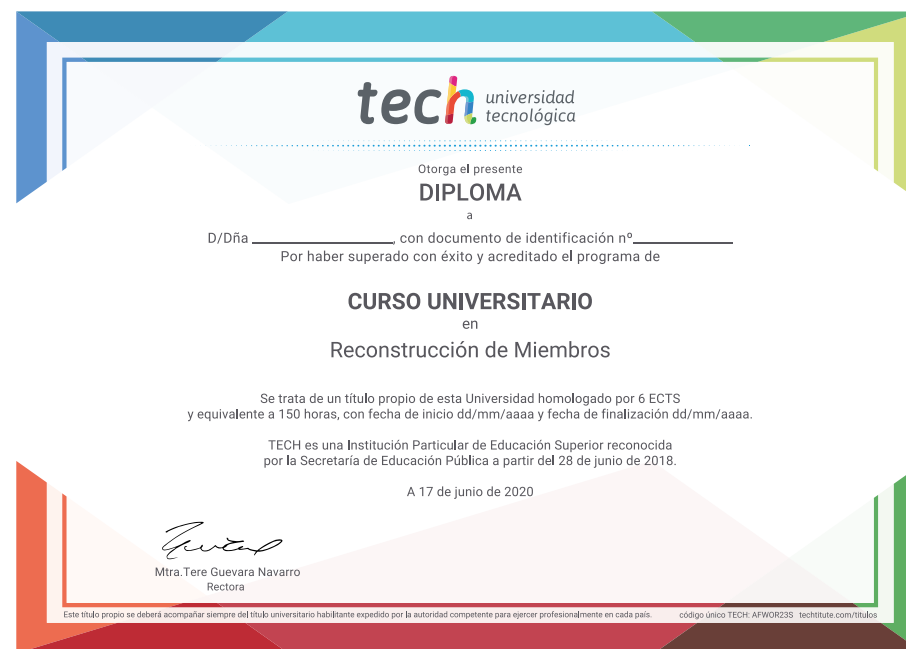 tech universidad
tecnológica
Otorga el presente
DIPLOMA
a
D/Dña ____________________, con documento de identificación nº______________
Por haber superado con éxito y acreditado el programa de
CURSO UNIVERSITARIO
en
Reconstrucción de Miembros
Se trata de un título propio de esta Universidad homologado por 6 ECTS
y equivalente a 150 horas, con fecha de inicio dd/mm/aaaa y fecha de finalización dd/mm/aaaa.
TECH es una Institución Particular de Educación Superior reconocida
por la Secretaría de Educación Pública a partir del 28 de junio de 2018.
A 17 de junio de 2020
Mtra.Tere Guevara Navarro
Rectora
Este título propio se deberá acompañar siempre del título universitario habilitante expedido por la autoridad competente para ejercer profesionalmente en cada país. código único TECH: AFWOR23S techtitute.com/titulos